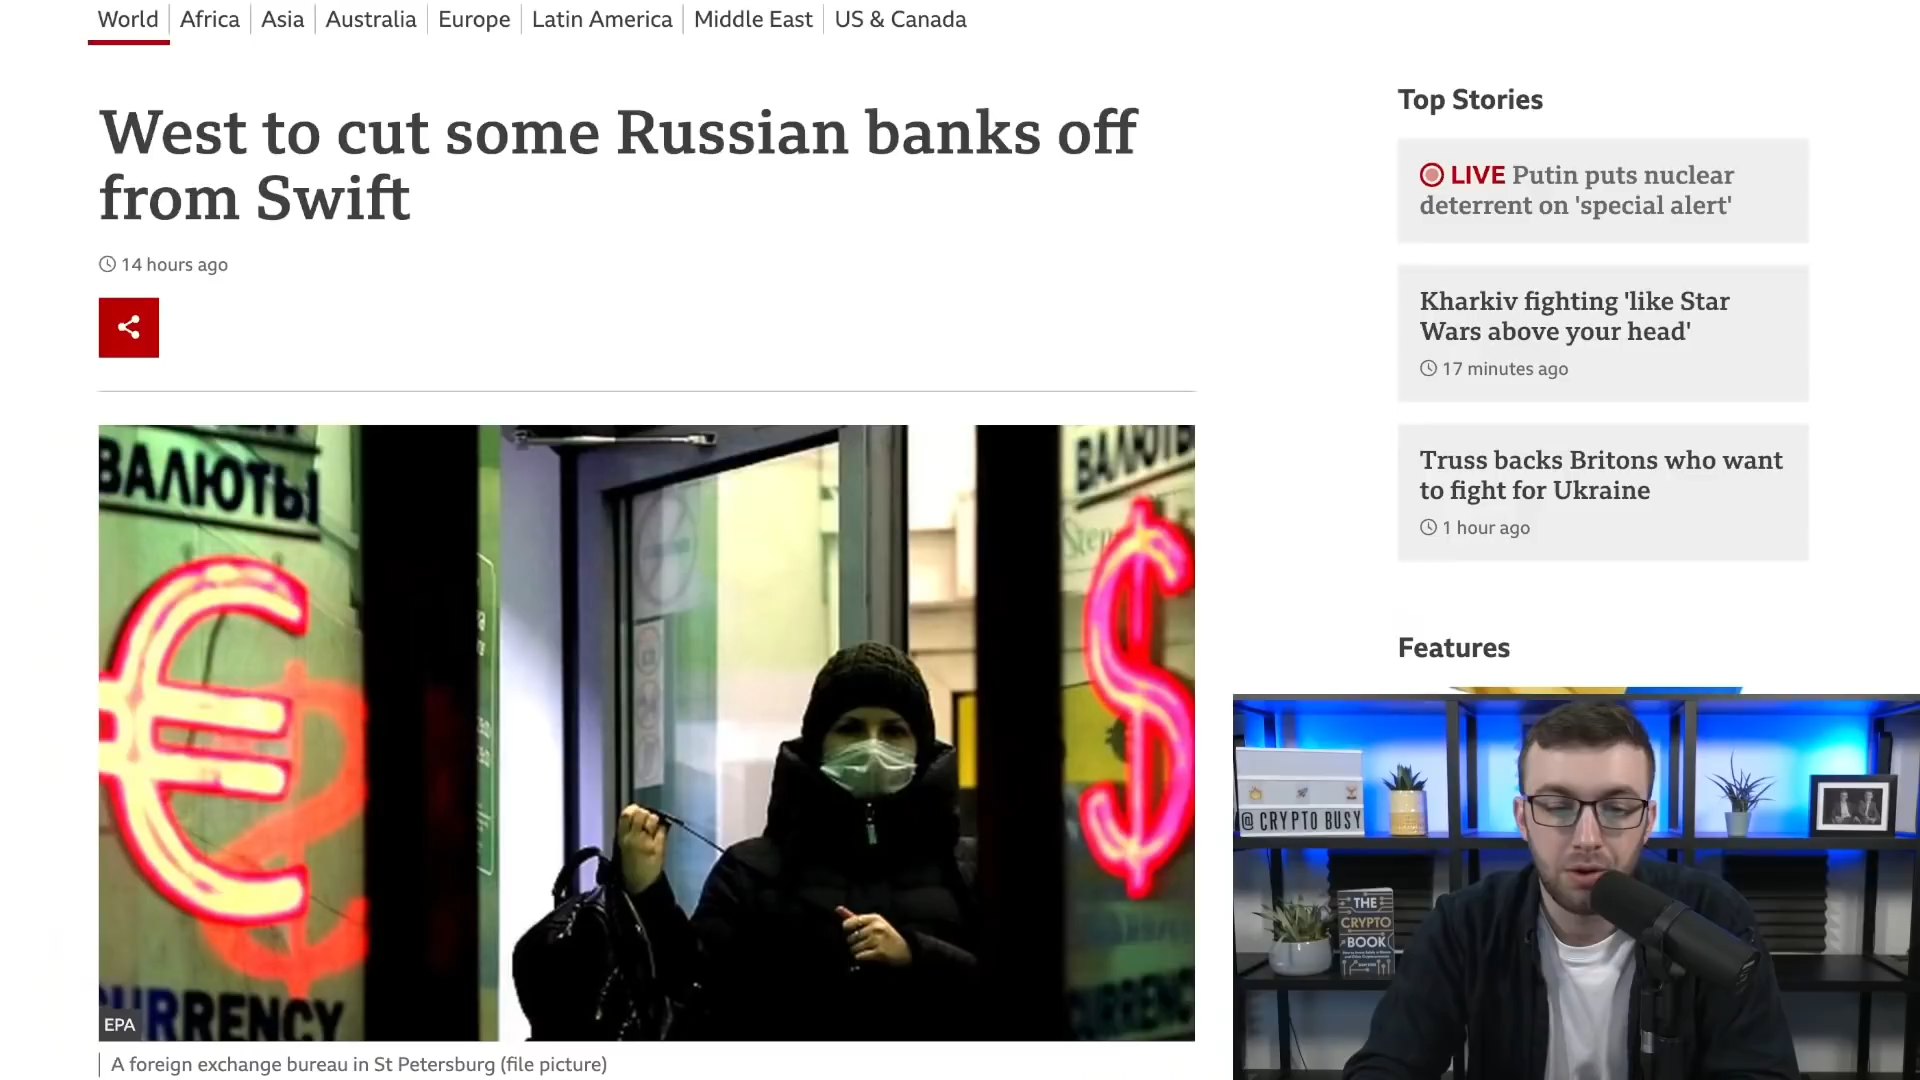 World Africa Asia Australia Europe Latin America Middle East US & Canada
West to cut some Russian banks off
from Swift
14 hours ago
ВАЛЮТЫ
CURRENCY
EPA
A foreign exchange bureau in St Petersburg (file picture)
Top Stories
LIVE Putin puts nuclear
deterrent on 'special alert'
Kharkiv fighting 'like Star
Wars above your head'
17 minutes ago
Truss backs Britons who want
to fight for Ukraine
1 hour ago
Features
@ CRYPTO BUSY
THE
CRYPTO
BOOK